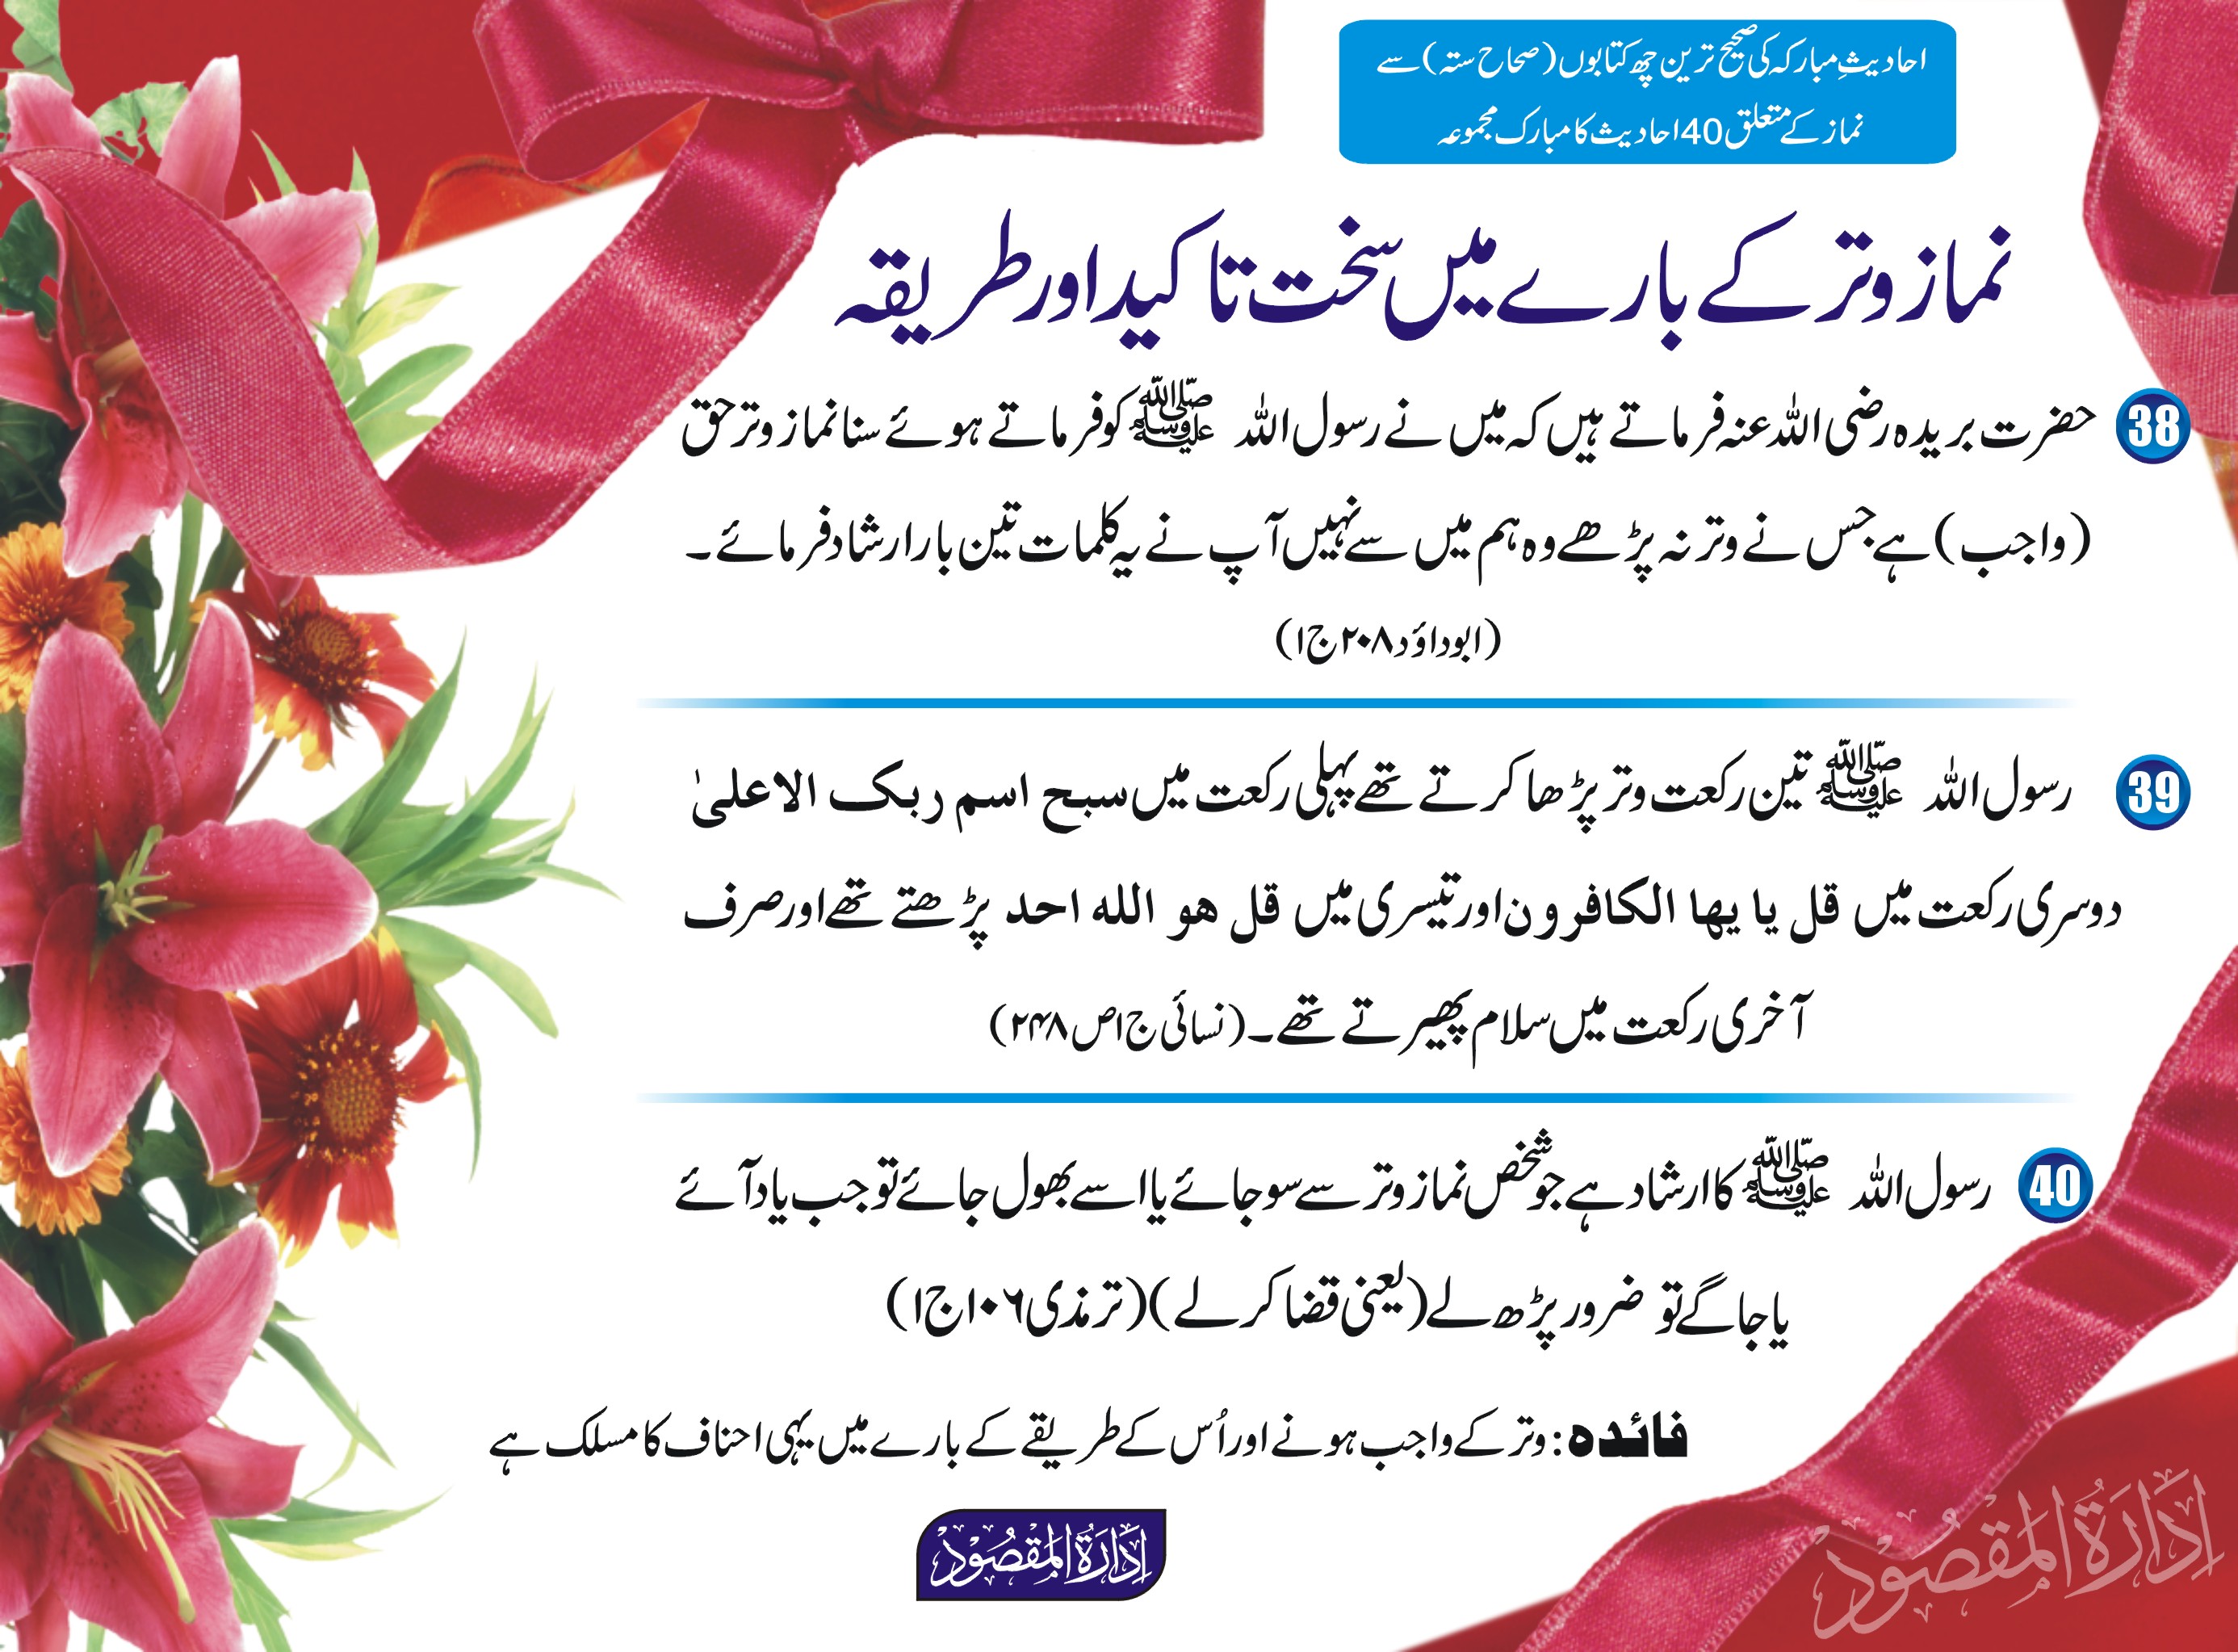 احادیثِ مبارکہ کی صحیح ترین چھ کتابوں (صحاح ستہ) سے
نماز کے متعلق 40 احادیث کا مبارک مجموعہ
نماز وتر کے بارے میں سخت تاکید اور طریقہ
38 حضرت بریدہ رضی اللہ عنہ فرماتے ہیں کہ میں نے رسول اللہ ﷺ کو فرماتے ہوئے سنا نماز وتر حق
(واجب) ہے جس نے وتر نہ پڑھے وہ ہم میں سے نہیں آپ نے یہ کلمات تین بار ارشاد فرمائے۔
(ابوداؤد ۲۰۸ ج۱)
39 رسول اللہ ﷺ تین رکعت وتر پڑھا کرتے تھے پہلی رکعت میں سبح اسم ربک الاعلیٰ
دوسری رکعت میں قل یا یھا الکافرون اور تیسری میں قل ھو اللہ احد پڑھتے تھے اور صرف
آخری رکعت میں سلام پھیرتے تھے۔ (نسائی ج۱ ص ۲۴۸)
40 رسول اللہ ﷺ کا ارشاد ہے جو شخص نماز وتر سے سو جائے یا اسے بھول جائے تو جب یاد آئے
یا جاگے تو ضرور پڑھ لے (یعنی قضا کر لے) (ترمذی ۱۰۶ ج۱)
فائدہ: وتر کے واجب ہونے اور اُس کے طریقے کے بارے میں یہی احناف کا مسلک ہے
اِدَارَۃُ الْمَقْصُوْد
اِدَارَۃُ الْمَقْصُوْد